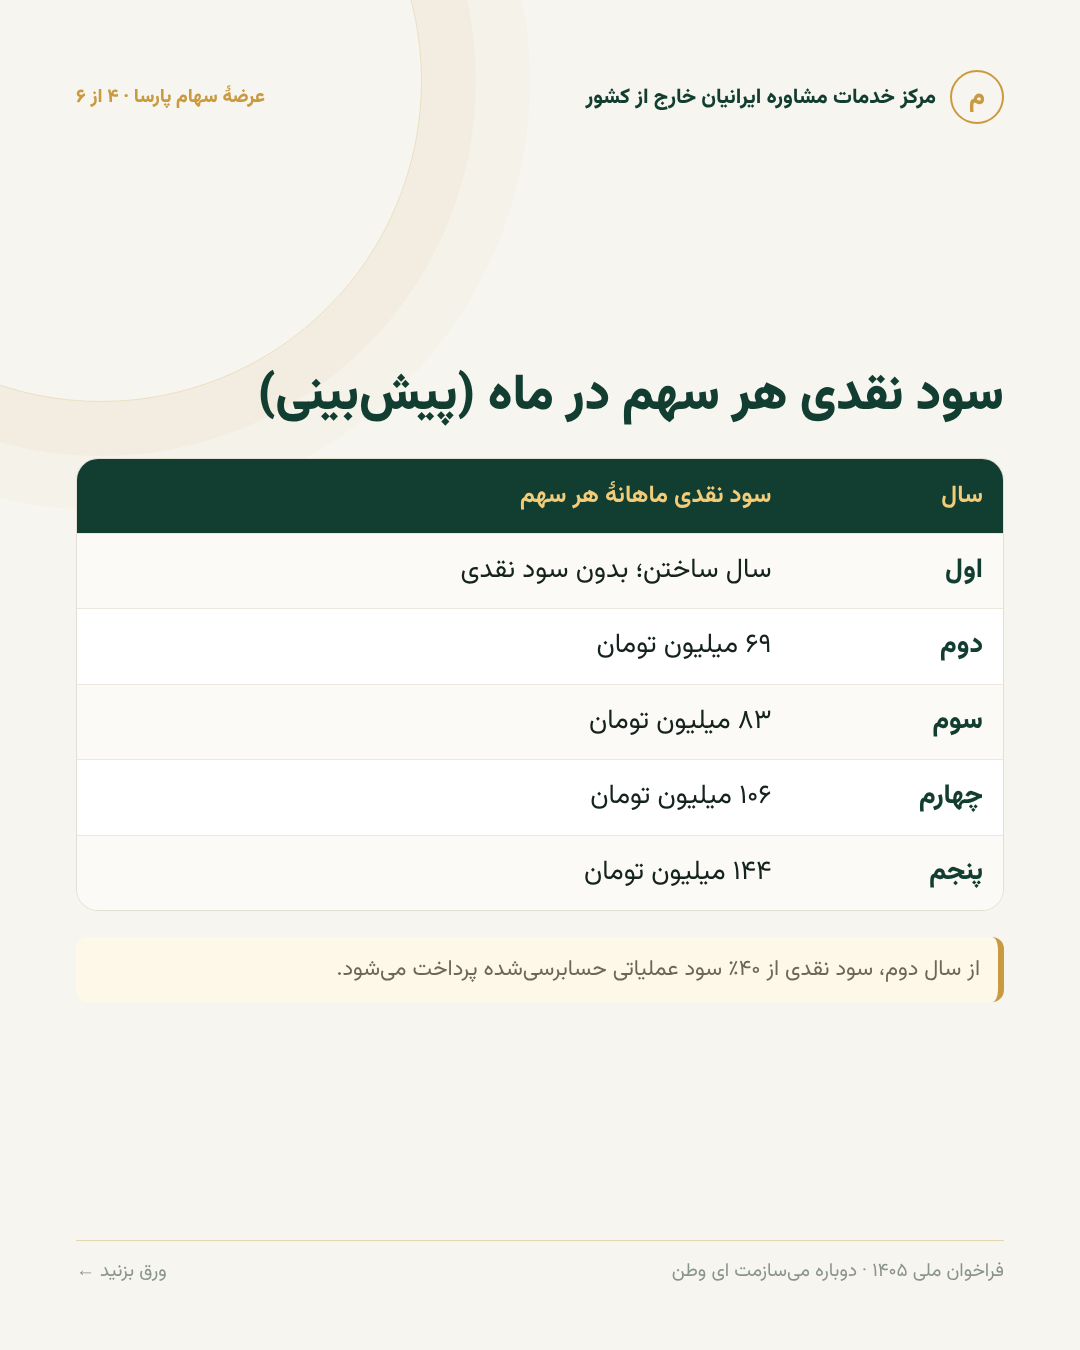 م
مرکز خدمات مشاوره ایرانیان خارج از کشور
عرضهٔ سهام پارسا · ۴ از ۶
سود نقدی هر سهم در ماه (پیش‌بینی)
سال سود نقدی ماهانهٔ هر سهم
اول سال ساختن؛ بدون سود نقدی
دوم ۶۹ میلیون تومان
سوم ۸۳ میلیون تومان
چهارم ۱۰۶ میلیون تومان
پنجم ۱۴۴ میلیون تومان
از سال دوم، سود نقدی از ۴۰٪ سود عملیاتی حسابرسی‌شده پرداخت می‌شود.
فراخوان ملی ۱۴۰۵ · دوباره می‌سازمت ای وطن
ورق بزنید ←